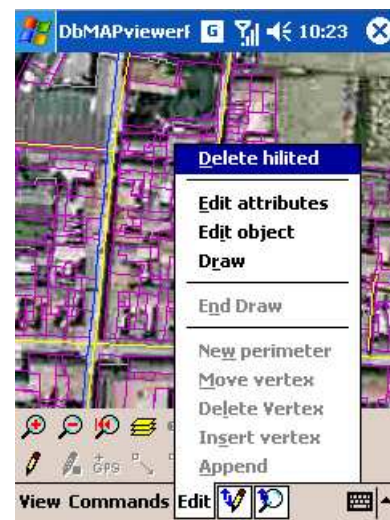 DbMAPviewerf G 10:23
Delete hilited
Edit attributes
Edit object
Draw
End Draw
New perimeter
Move vertex
Delete Vertex
Insert vertex
Append
GPS
View Commands Edit